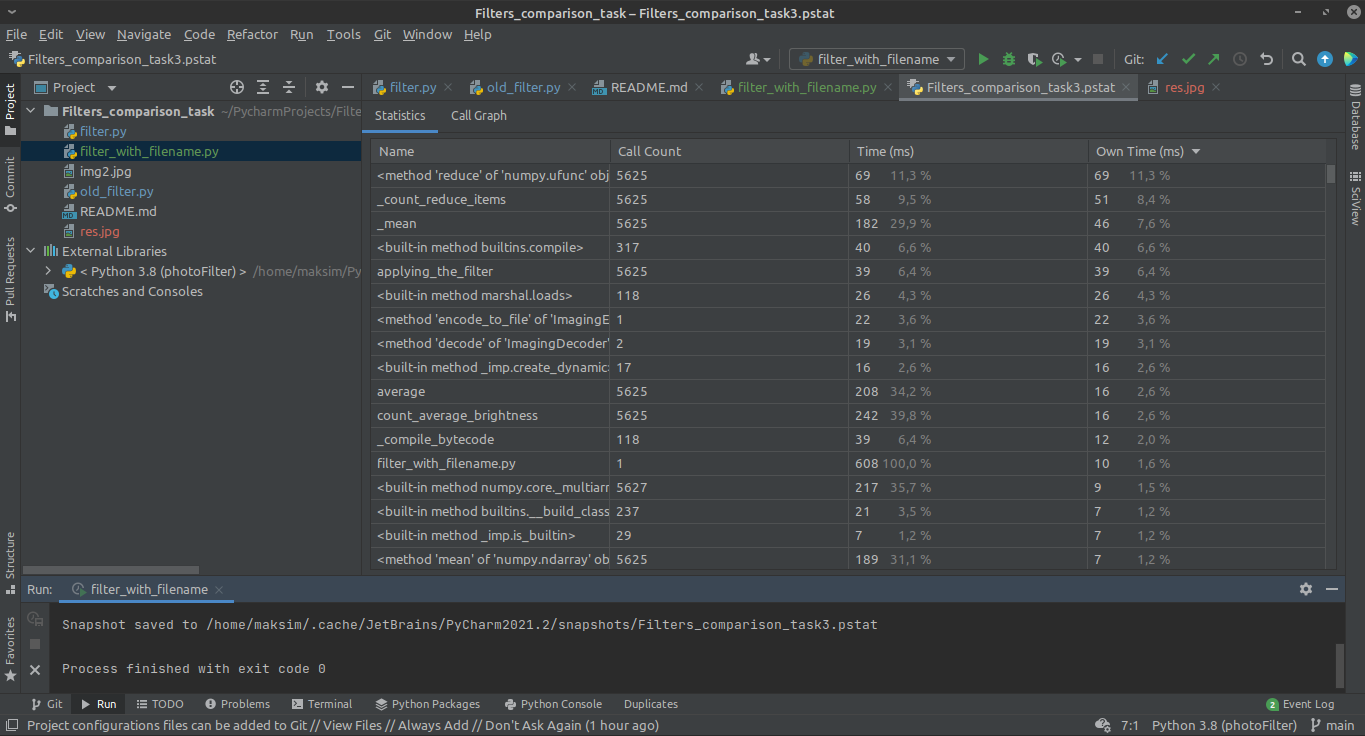 Filters_comparison_task – Filters_comparison_task3.pstat
File Edit View Navigate Code Refactor Run Tools Git Window Help
Filters_comparison_task3.pstat
filter_with_filename
Git:
Project
filter.py
old_filter.py
README.md
filter_with_filename.py
Filters_comparison_task3.pstat
res.jpg
Filters_comparison_task ~/PycharmProjects/Filte
filter.py
filter_with_filename.py
img2.jpg
old_filter.py
README.md
res.jpg
External Libraries
< Python 3.8 (photoFilter) > /home/maksim/Py
Scratches and Consoles
Statistics Call Graph
Name Call Count Time (ms) Own Time (ms)
<method 'reduce' of 'numpy.ufunc' obj 5625 69 11,3 % 69 11,3 %
_count_reduce_items 5625 58 9,5 % 51 8,4 %
_mean 5625 182 29,9 % 46 7,6 %
<built-in method builtins.compile> 317 40 6,6 % 40 6,6 %
applying_the_filter 5625 39 6,4 % 39 6,4 %
<built-in method marshal.loads> 118 26 4,3 % 26 4,3 %
<method 'encode_to_file' of 'ImagingE 1 22 3,6 % 22 3,6 %
<method 'decode' of 'ImagingDecoder' 2 19 3,1 % 19 3,1 %
<built-in method _imp.create_dynamic> 17 16 2,6 % 16 2,6 %
average 5625 208 34,2 % 16 2,6 %
count_average_brightness 5625 242 39,8 % 16 2,6 %
_compile_bytecode 118 39 6,4 % 12 2,0 %
filter_with_filename.py 1 608 100,0 % 10 1,6 %
<built-in method numpy.core._multiarr 5627 217 35,7 % 9 1,5 %
<built-in method builtins.__build_class 237 21 3,5 % 7 1,2 %
<built-in method _imp.is_builtin> 29 7 1,2 % 7 1,2 %
<method 'mean' of 'numpy.ndarray' ob 5625 189 31,1 % 7 1,2 %
Project
Commit
Pull Requests
Structure
Favorites
Database
SciView
Run: filter_with_filename
Snapshot saved to /home/maksim/.cache/JetBrains/PyCharm2021.2/snapshots/Filters_comparison_task3.pstat
Process finished with exit code 0
Git Run TODO Problems Terminal Python Packages Python Console Duplicates 2 Event Log
Project configurations files can be added to Git // View Files // Always Add // Don't Ask Again (1 hour ago) 7:1 Python 3.8 (photoFilter) main